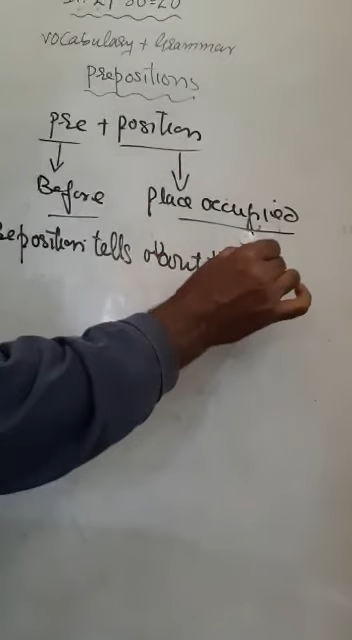 vocabulary + Grammar
prepositions
pre + position
Before place occupied
eposition tells about